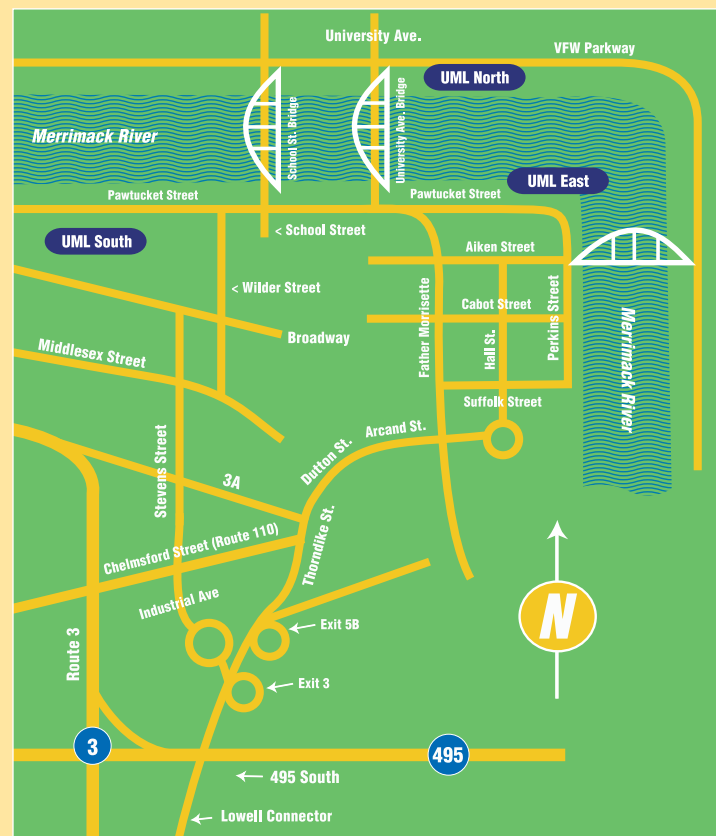 University Ave.
VFW Parkway
UML North
Merrimack River
School St. Bridge
University Ave. Bridge
UML East
Pawtucket Street
Pawtucket Street
< School Street
UML South
Aiken Street
< Wilder Street
Cabot Street
Father Morrisette
Hall St.
Perkins Street
Merrimack River
Broadway
Middlesex Street
Suffolk Street
Arcand St.
Dutton St.
Stevens Street
3A
Thorndike St.
Chelmsford Street (Route 110)
Industrial Ave
N
Exit 5B
Route 3
Exit 3
3
495
495 South
Lowell Connector